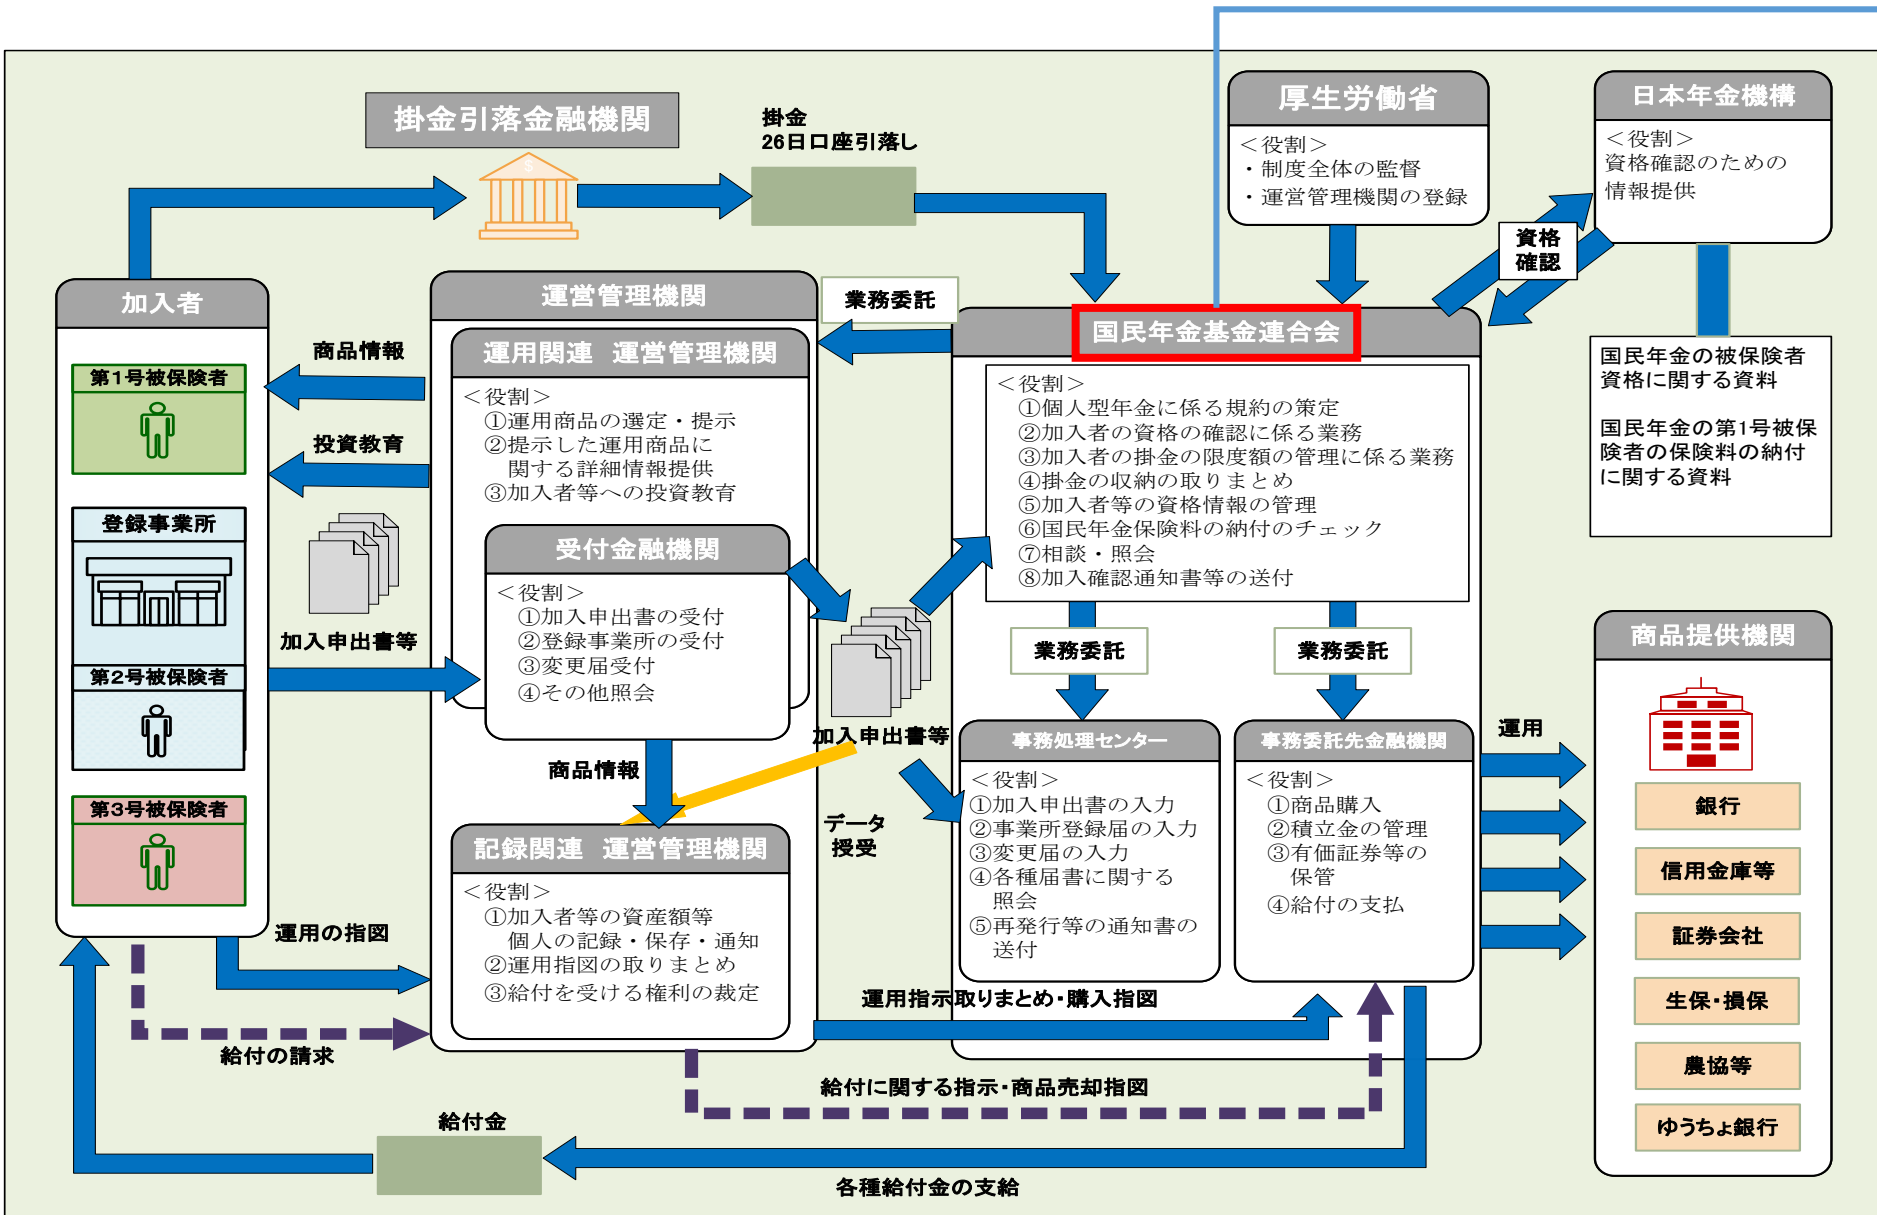 掛金引落金融機関
掛金
26日口座引落し
厚生労働省
＜役割＞
・制度全体の監督
・運営管理機関の登録
日本年金機構
＜役割＞
資格確認のための
情報提供
資格
確認
国民年金の被保険者
資格に関する資料
国民年金の第1号被保
険者の保険料の納付
に関する資料
加入者
第1号被保険者
登録事業所
第2号被保険者
第3号被保険者
商品情報
投資教育
加入申出書等
運用の指図
給付の請求
運営管理機関
運用関連 運営管理機関
＜役割＞
①運用商品の選定・提示
②提示した運用商品に
関する詳細情報提供
③加入者等への投資教育
受付金融機関
＜役割＞
①加入申出書の受付
②登録事業所の受付
③変更届受付
④その他照会
商品情報
記録関連 運営管理機関
＜役割＞
①加入者等の資産額等
個人の記録・保存・通知
②運用指図の取りまとめ
③給付を受ける権利の裁定
業務委託
加入申出書等
データ
授受
国民年金基金連合会
＜役割＞
①個人型年金に係る規約の策定
②加入者の資格の確認に係る業務
③加入者の掛金の限度額の管理に係る業務
④掛金の収納の取りまとめ
⑤加入者等の資格情報の管理
⑥国民年金保険料の納付のチェック
⑦相談・照会
⑧加入確認通知書等の送付
業務委託
業務委託
事務処理センター
＜役割＞
①加入申出書の入力
②事業所登録届の入力
③変更届の入力
④各種届書に関する
照会
⑤再発行等の通知書の
送付
事務委託先金融機関
＜役割＞
①商品購入
②積立金の管理
③有価証券等の
保管
④給付の支払
運用
商品提供機関
銀行
信用金庫等
証券会社
生保・損保
農協等
ゆうちょ銀行
運用指示取りまとめ・購入指図
給付に関する指示・商品売却指図
給付金
各種給付金の支給